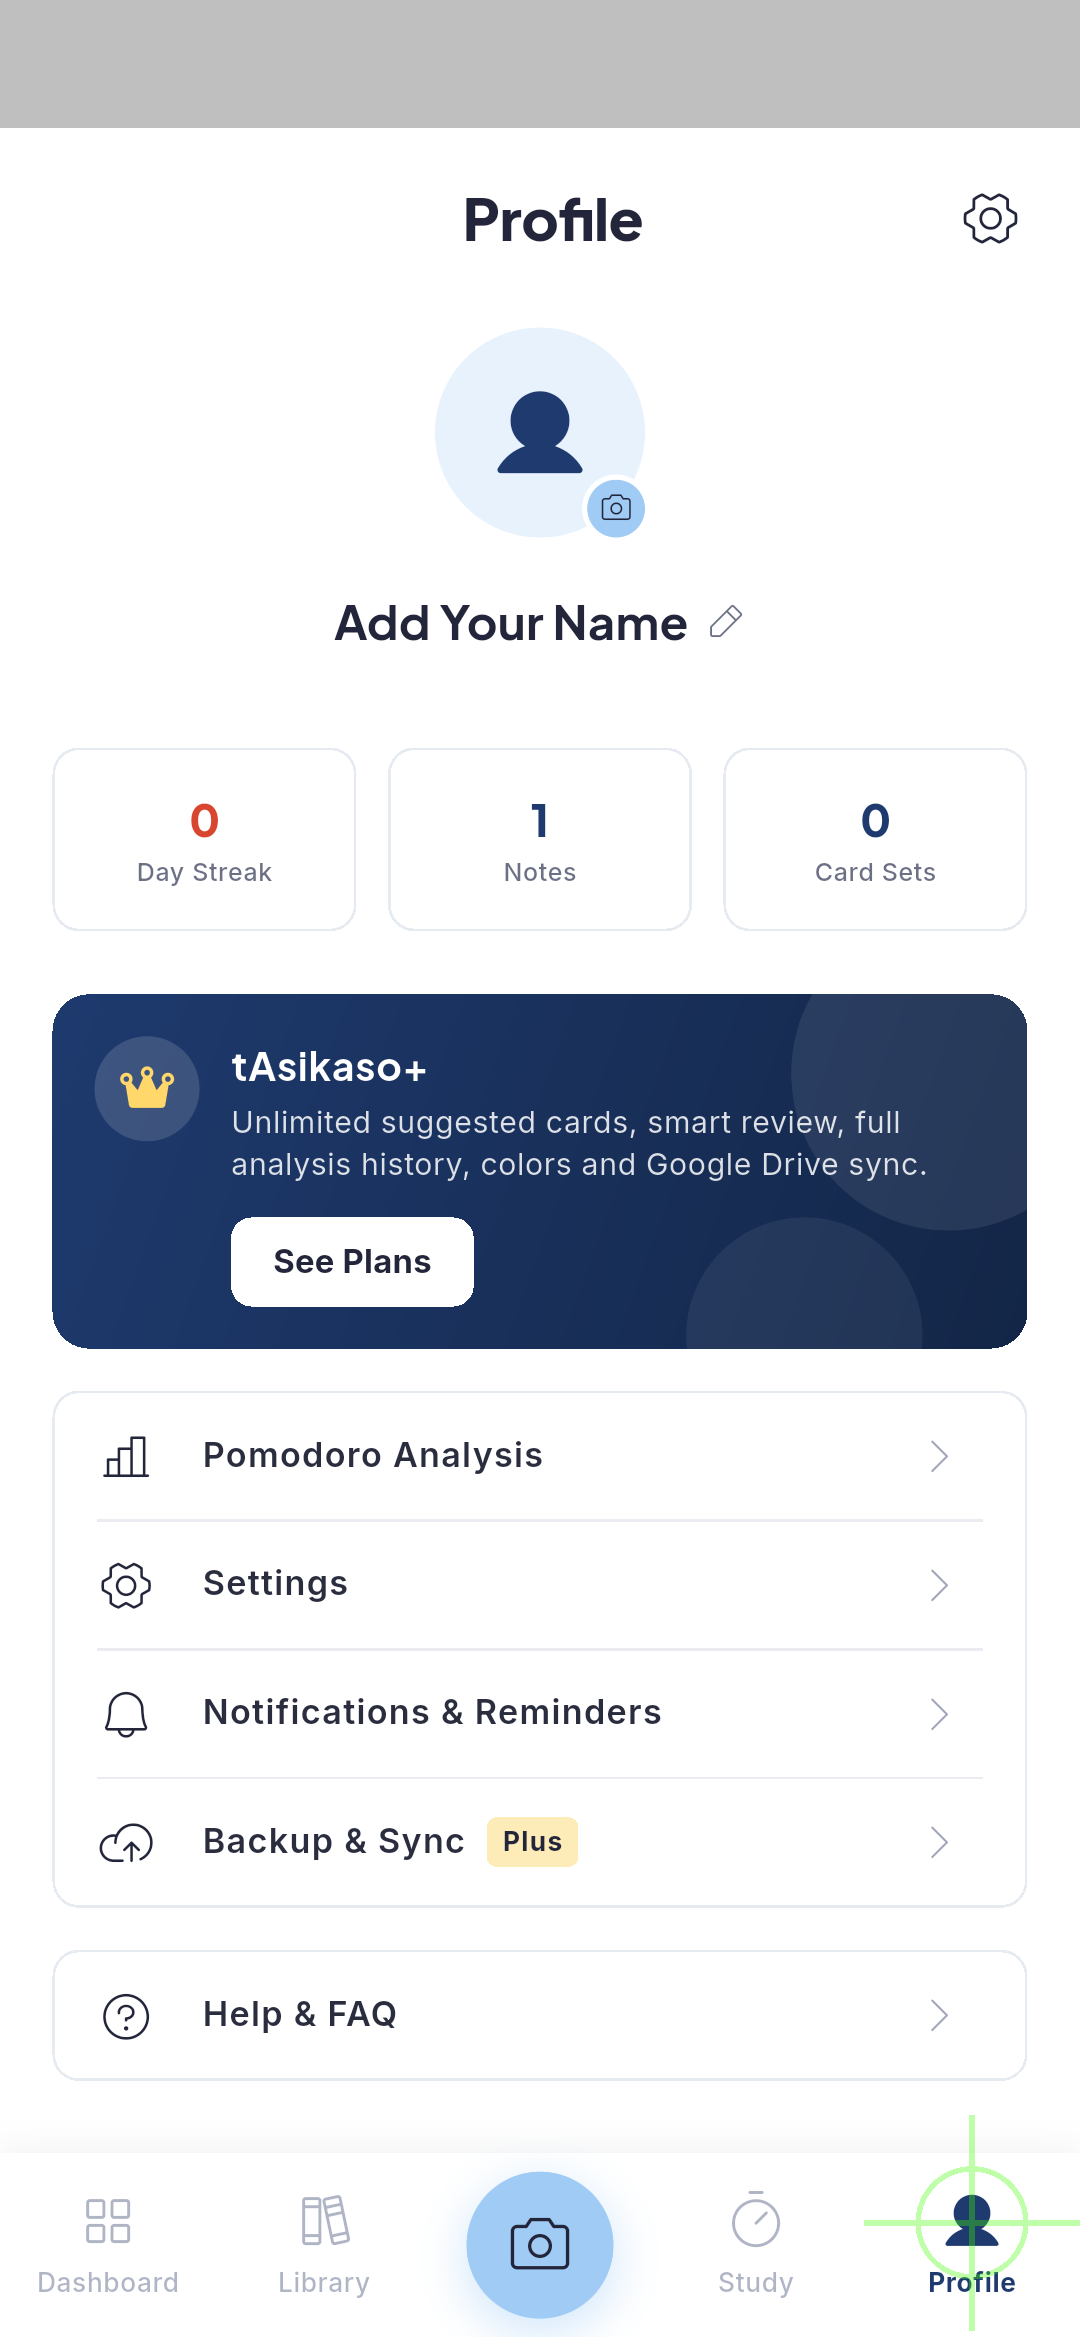 Profile
Add Your Name
0
Day Streak
1
Notes
0
Card Sets
tAsikaso+
Unlimited suggested cards, smart review, full
analysis history, colors and Google Drive sync.
See Plans
Pomodoro Analysis
Settings
Notifications & Reminders
Backup & Sync Plus
Help & FAQ
Dashboard
Library
Study
Profile